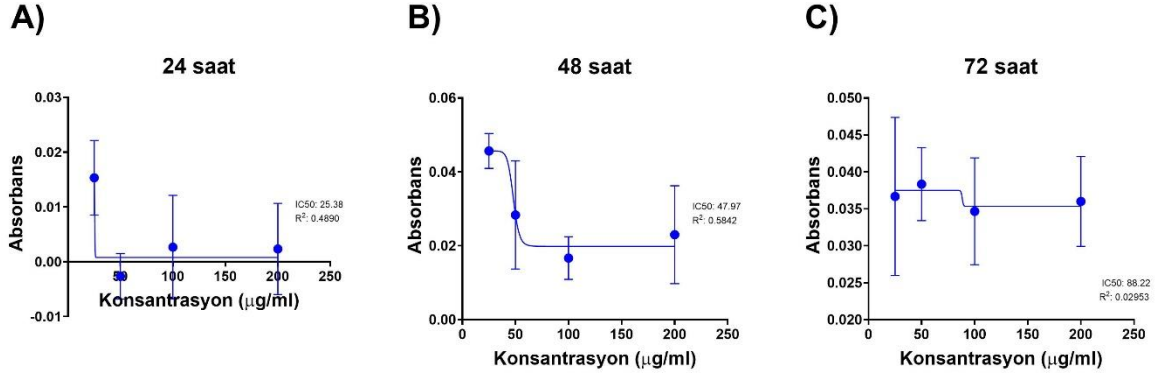 A)
24 saat
Absorbans
0.03
0.02
0.01
0.00
-0.01
50
100
150
200
250
Konsantrasyon (μg/ml)
IC50: 25.38
R²: 0.4890
B)
48 saat
Absorbans
0.06
0.04
0.02
0.00
0
50
100
150
200
250
Konsantrasyon (μg/ml)
IC50: 47.97
R²: 0.5842
C)
72 saat
Absorbans
0.050
0.045
0.040
0.035
0.030
0.025
0.020
0
50
100
150
200
250
Konsantrasyon (μg/ml)
IC50: 88.22
R²: 0.02953